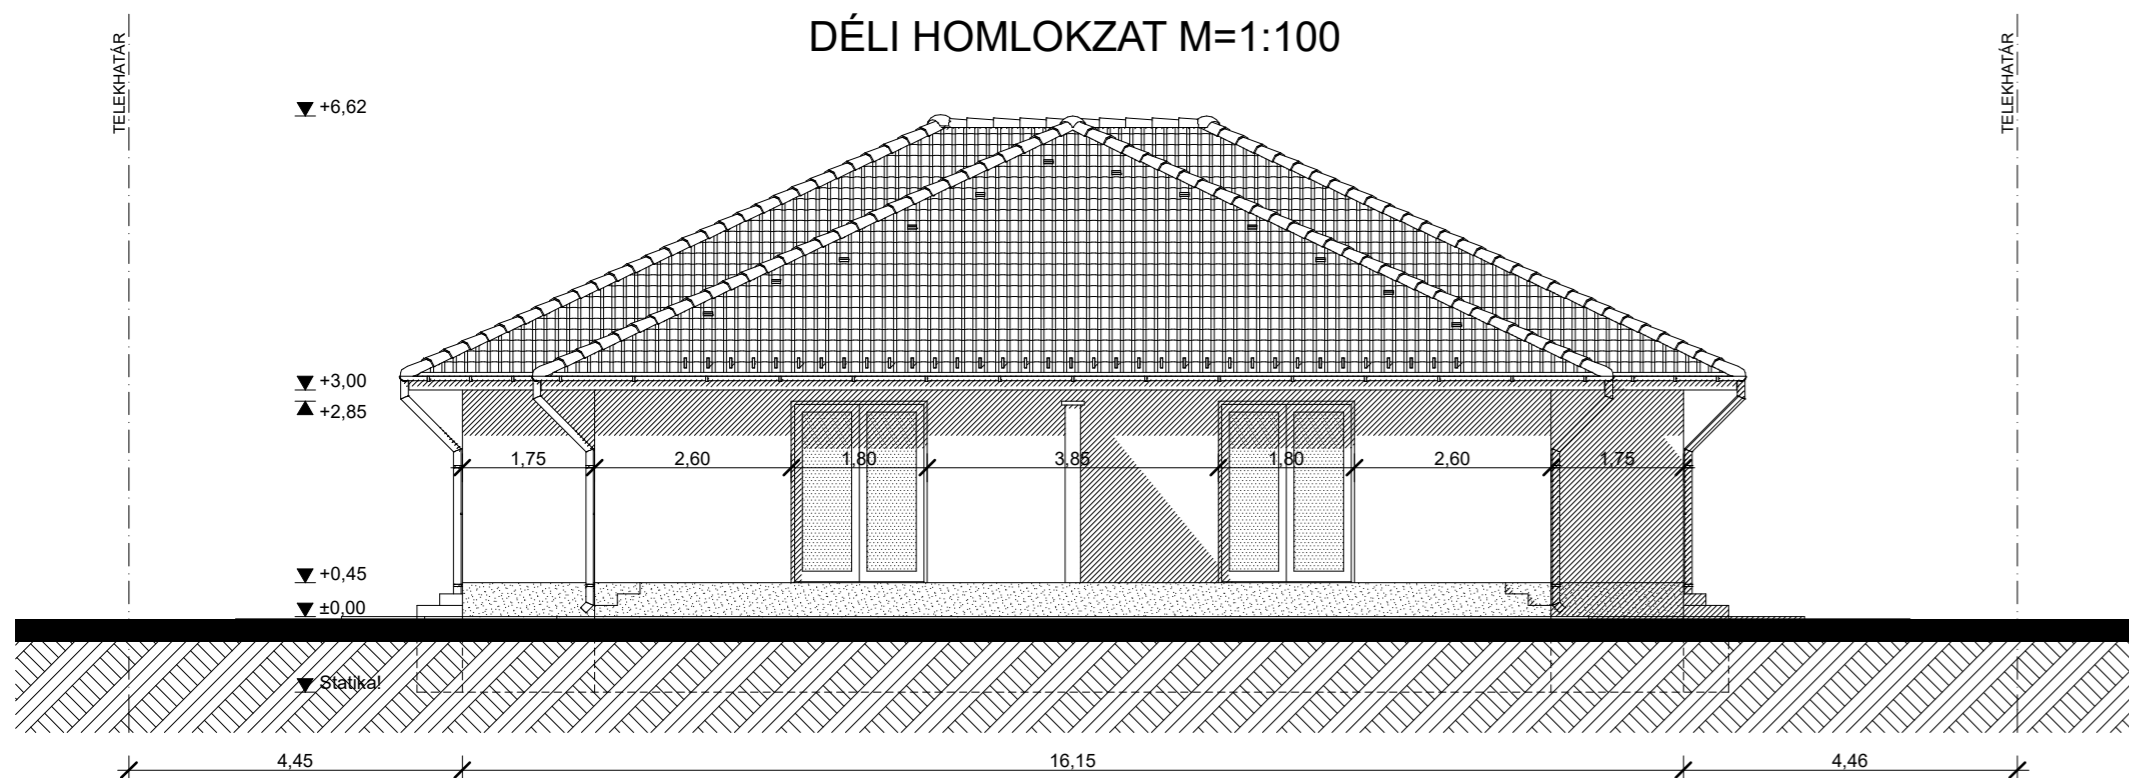 DÉLI HOMLOKZAT M=1:100
TELEKHATÁR
TELEKHATÁR
+6,62
+3,00
+2,85
1,75 2,60 1,80 3,85 1,80 2,60 1,75
+0,45
±0,00
Statika!
4,45 16,15 4,46